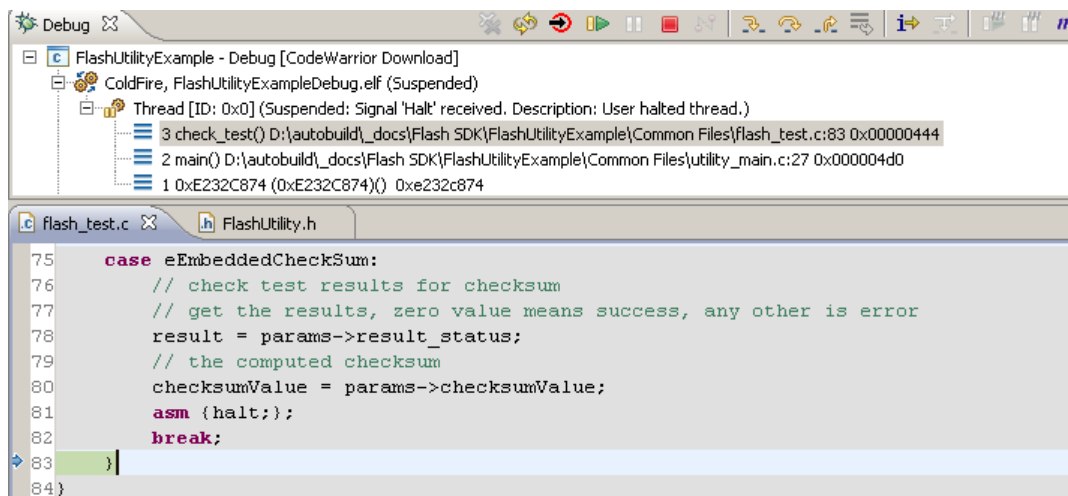 Debug
FlashUtilityExample - Debug [CodeWarrior Download]
ColdFire, FlashUtilityExampleDebug.elf (Suspended)
Thread [ID: 0x0] (Suspended: Signal 'Halt' received. Description: User halted thread.)
3 check_test() D:\autobuild\_docs\Flash SDK\FlashUtilityExample\Common Files\flash_test.c:83 0x00000444
2 main() D:\autobuild\_docs\Flash SDK\FlashUtilityExample\Common Files\utility_main.c:27 0x000004d0
1 0xE232C874 (0xE232C874)() 0xe232c874
flash_test.c FlashUtility.h
75 case eEmbeddedCheckSum:
76 // check test results for checksum
77 // get the results, zero value means success, any other is error
78 result = params->result_status;
79 // the computed checksum
80 checksumValue = params->checksumValue;
81 asm {halt;};
82 break;
83 }
84 }